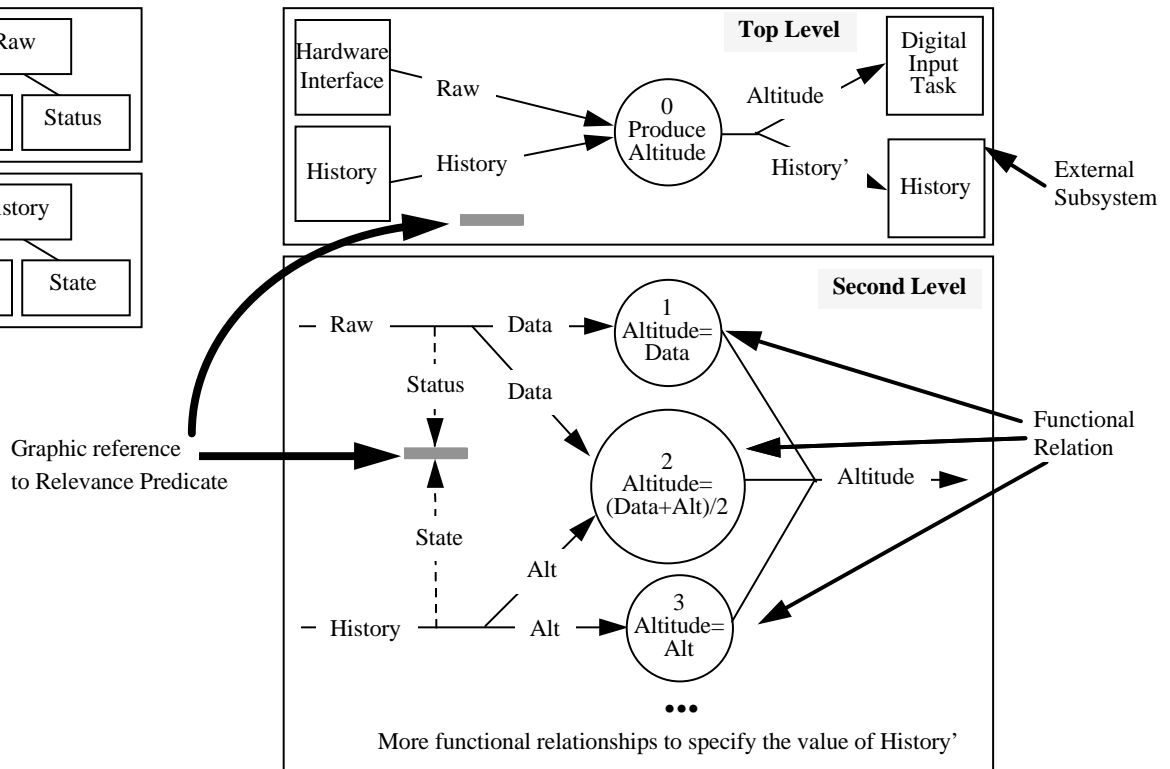 Raw
Status
State
Top Level
Hardware
Interface
Raw
History
History
0
Produce
Altitude
Altitude
History’
Digital
Input
Task
History
External
Subsystem
Second Level
Raw
Data
Data
Status
State
History
Alt
Alt
1
Altitude=
Data
2
Altitude=
(Data+Alt)/2
3
Altitude=
Alt
Altitude
Functional
Relation
Graphic reference
to Relevance Predicate
•••
More functional relationships to specify the value of History’